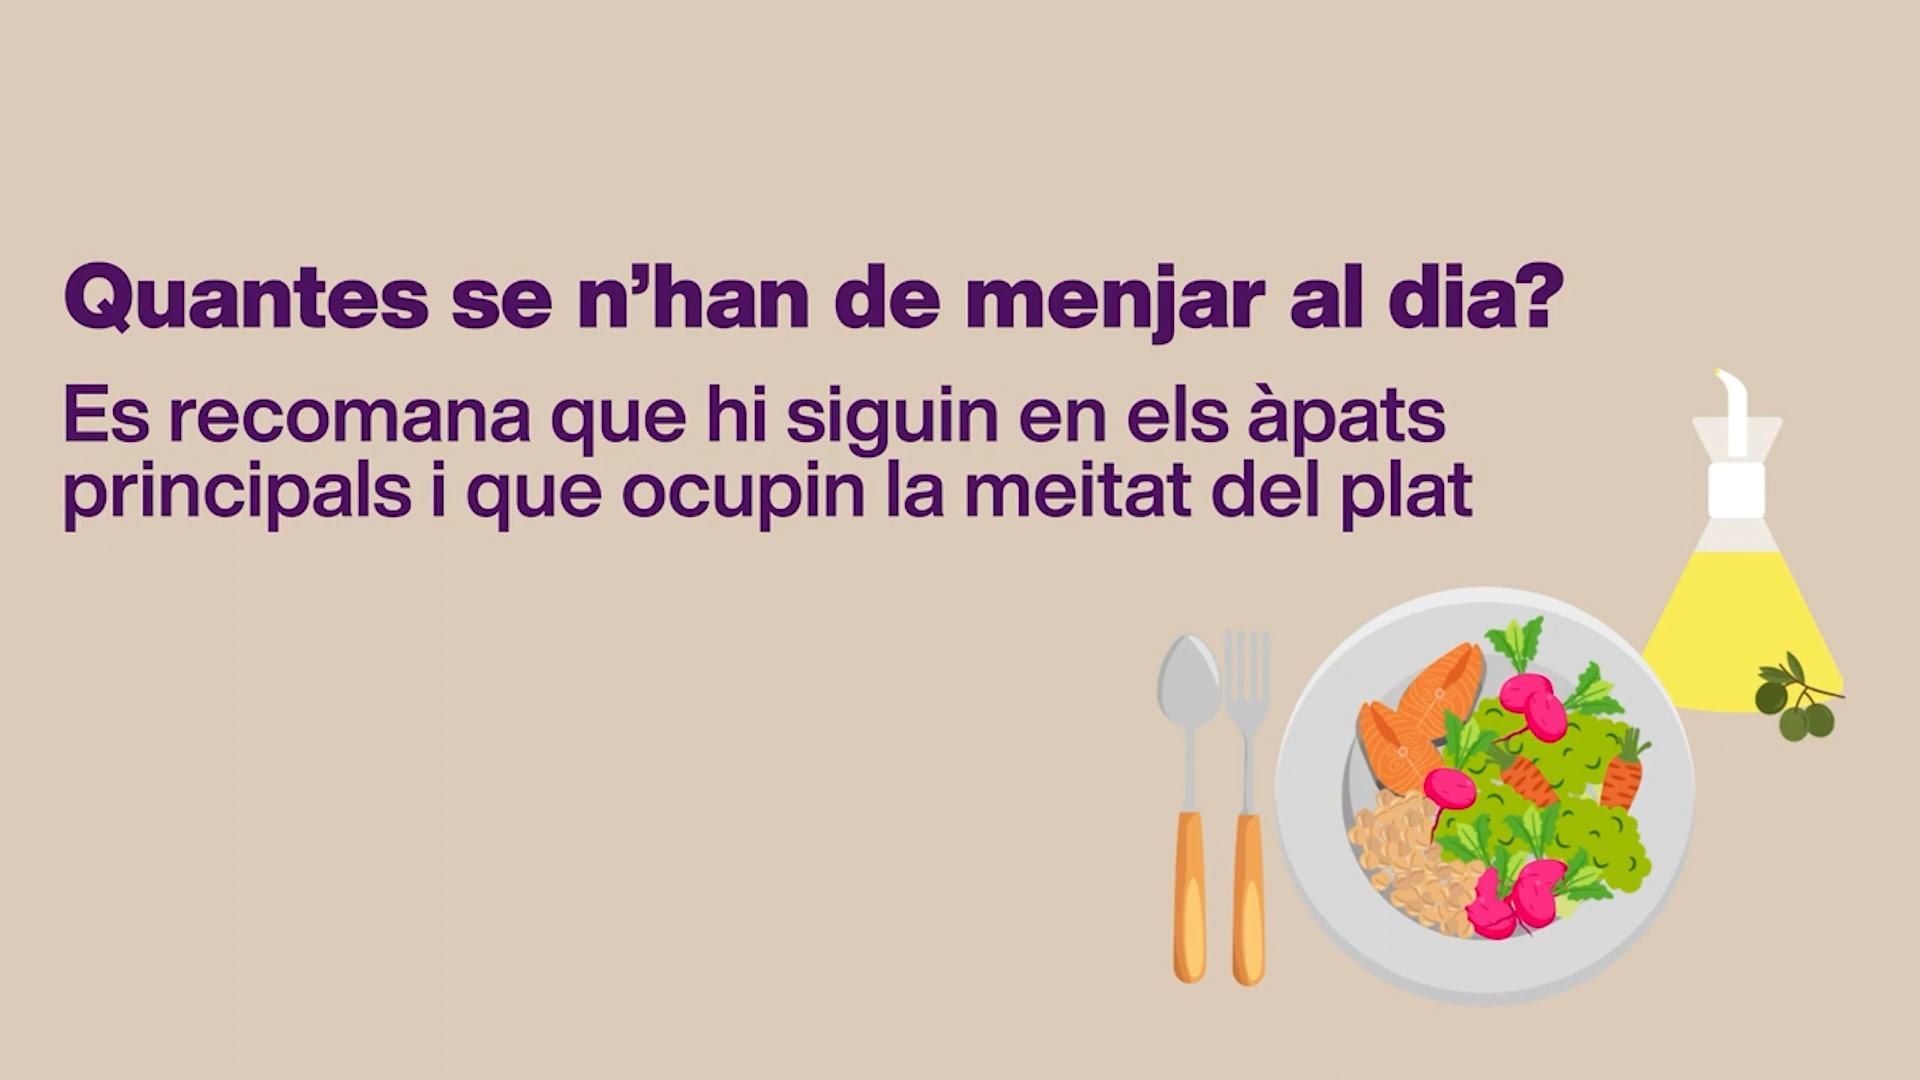 Quantes se n’han de menjar al dia?
Es recomana que hi siguin en els àpats
principals i que ocupin la meitat del plat